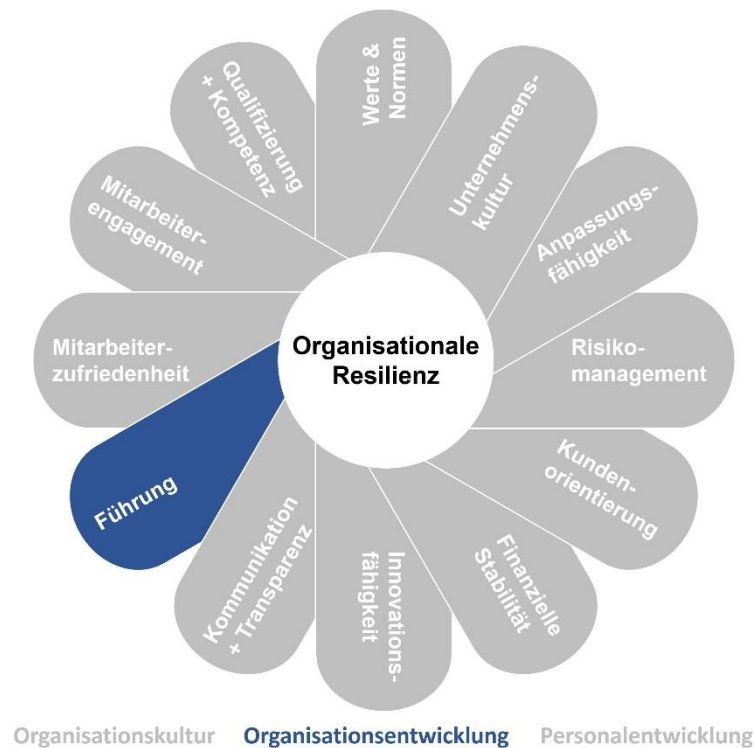 Organisationale
Resilienz
Werte &
Normen
Unternehmens-
kultur
Anpassungs-
fähigkeit
Risiko-
management
Kunden-
orientierung
Finanzielle
Stabilität
Innovations-
fähigkeit
Kommunikation
+ Transparenz
Führung
Mitarbeiter-
zufriedenheit
Mitarbeiter-
engagement
Qualifizierung
+ Kompetenz
Organisationskultur Organisationsentwicklung Personalentwicklung